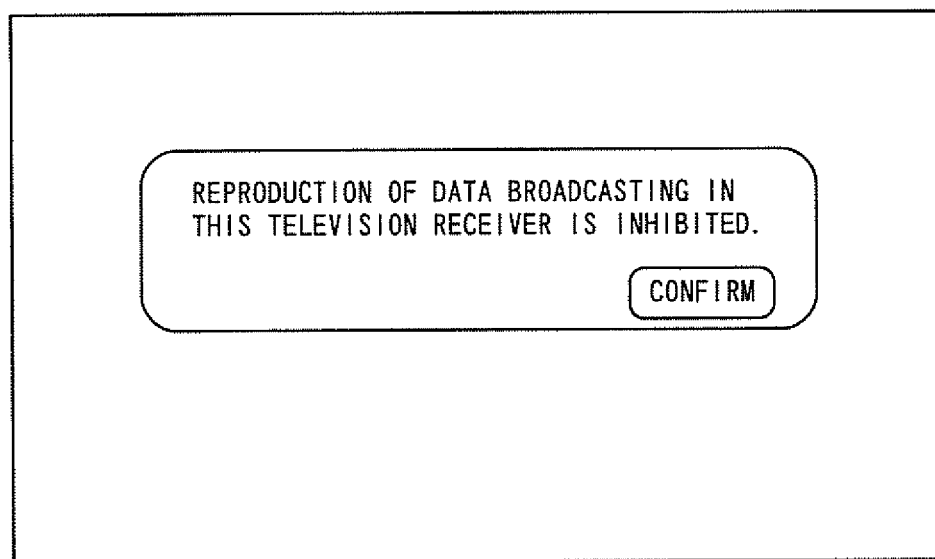 REPRODUCTION OF DATA BROADCASTING IN
THIS TELEVISION RECEIVER IS INHIBITED.
CONFIRM